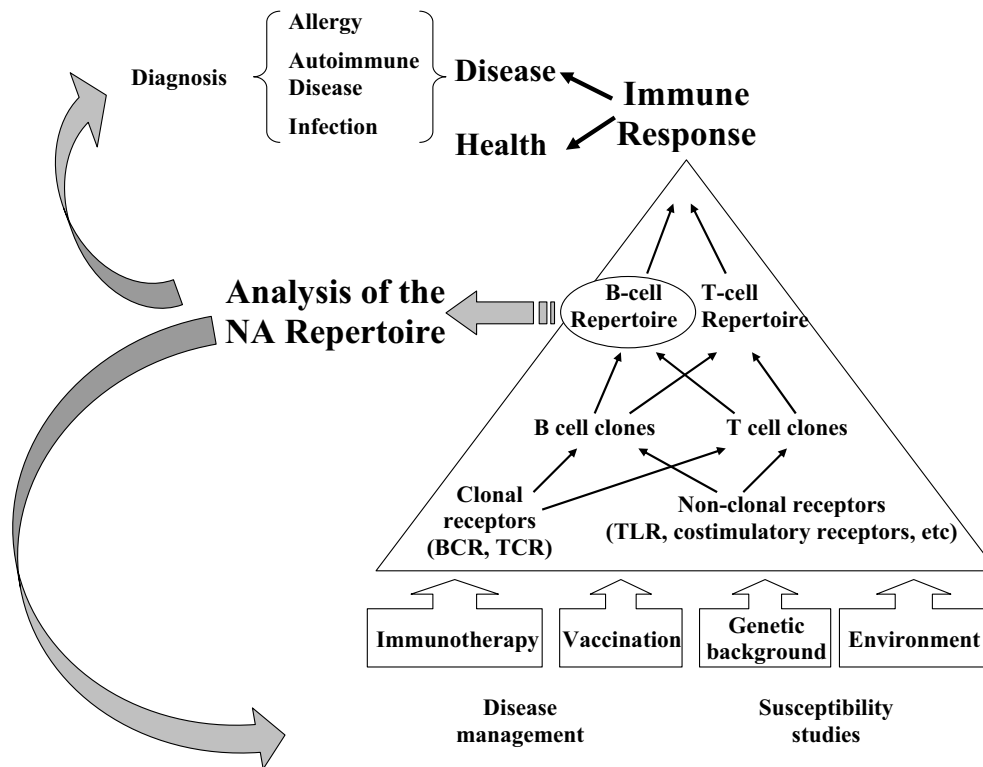 Allergy
Autoimmune
Disease
Infection
Diagnosis
Disease
Health
Immune
Response
Analysis of the
NA Repertoire
B-cell
Repertoire
T-cell
Repertoire
B cell clones
T cell clones
Clonal
receptors
(BCR, TCR)
Non-clonal receptors
(TLR, costimulatory receptors, etc)
Immunotherapy
Vaccination
Genetic
background
Environment
Disease
management
Susceptibility
studies